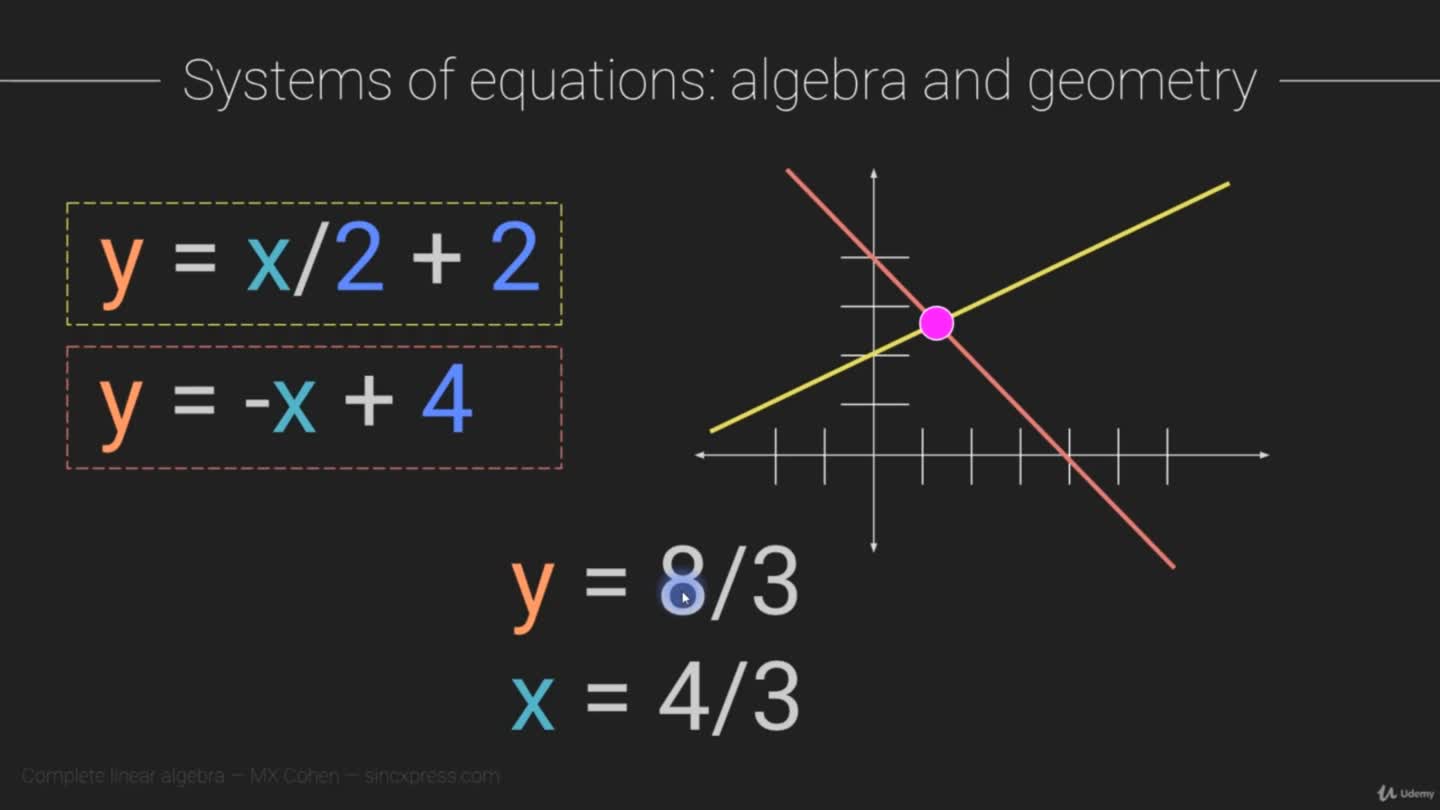 Systems of equations: algebra and geometry
y = x/2 + 2
y = -x + 4
y = 8/3
x = 4/3
Complete linear algebra — MX Cohen — sincxpress.com
Udemy